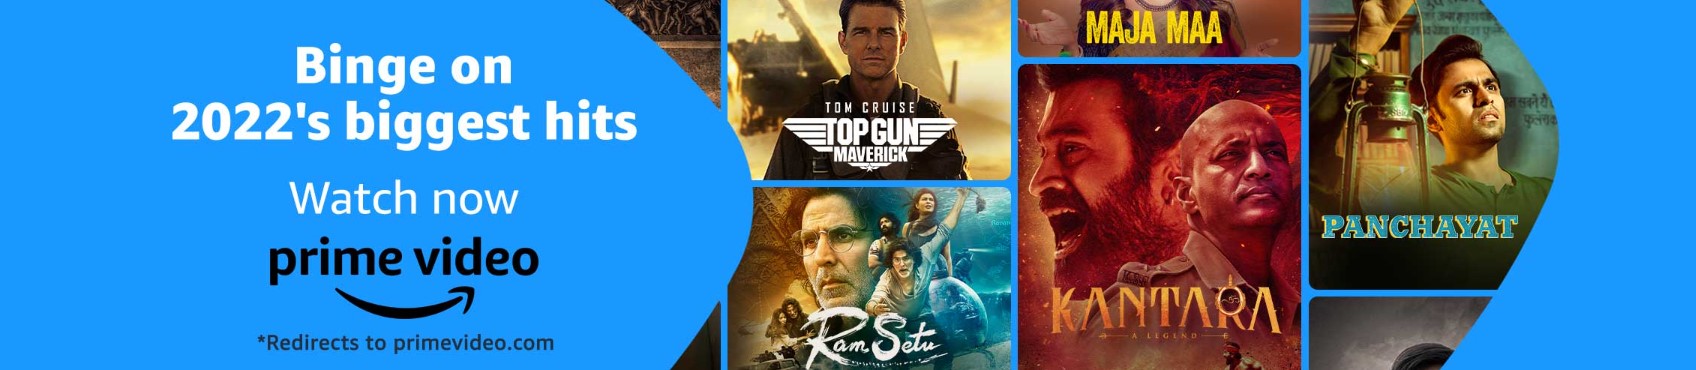 Binge on
2022's biggest hits
Watch now
prime video
*Redirects to primevideo.com
TOM CRUISE
TOP GUN
MAVERICK
Ram Setu
MAJA MAA
KANTARA
A LEGEND
PANCHAYAT